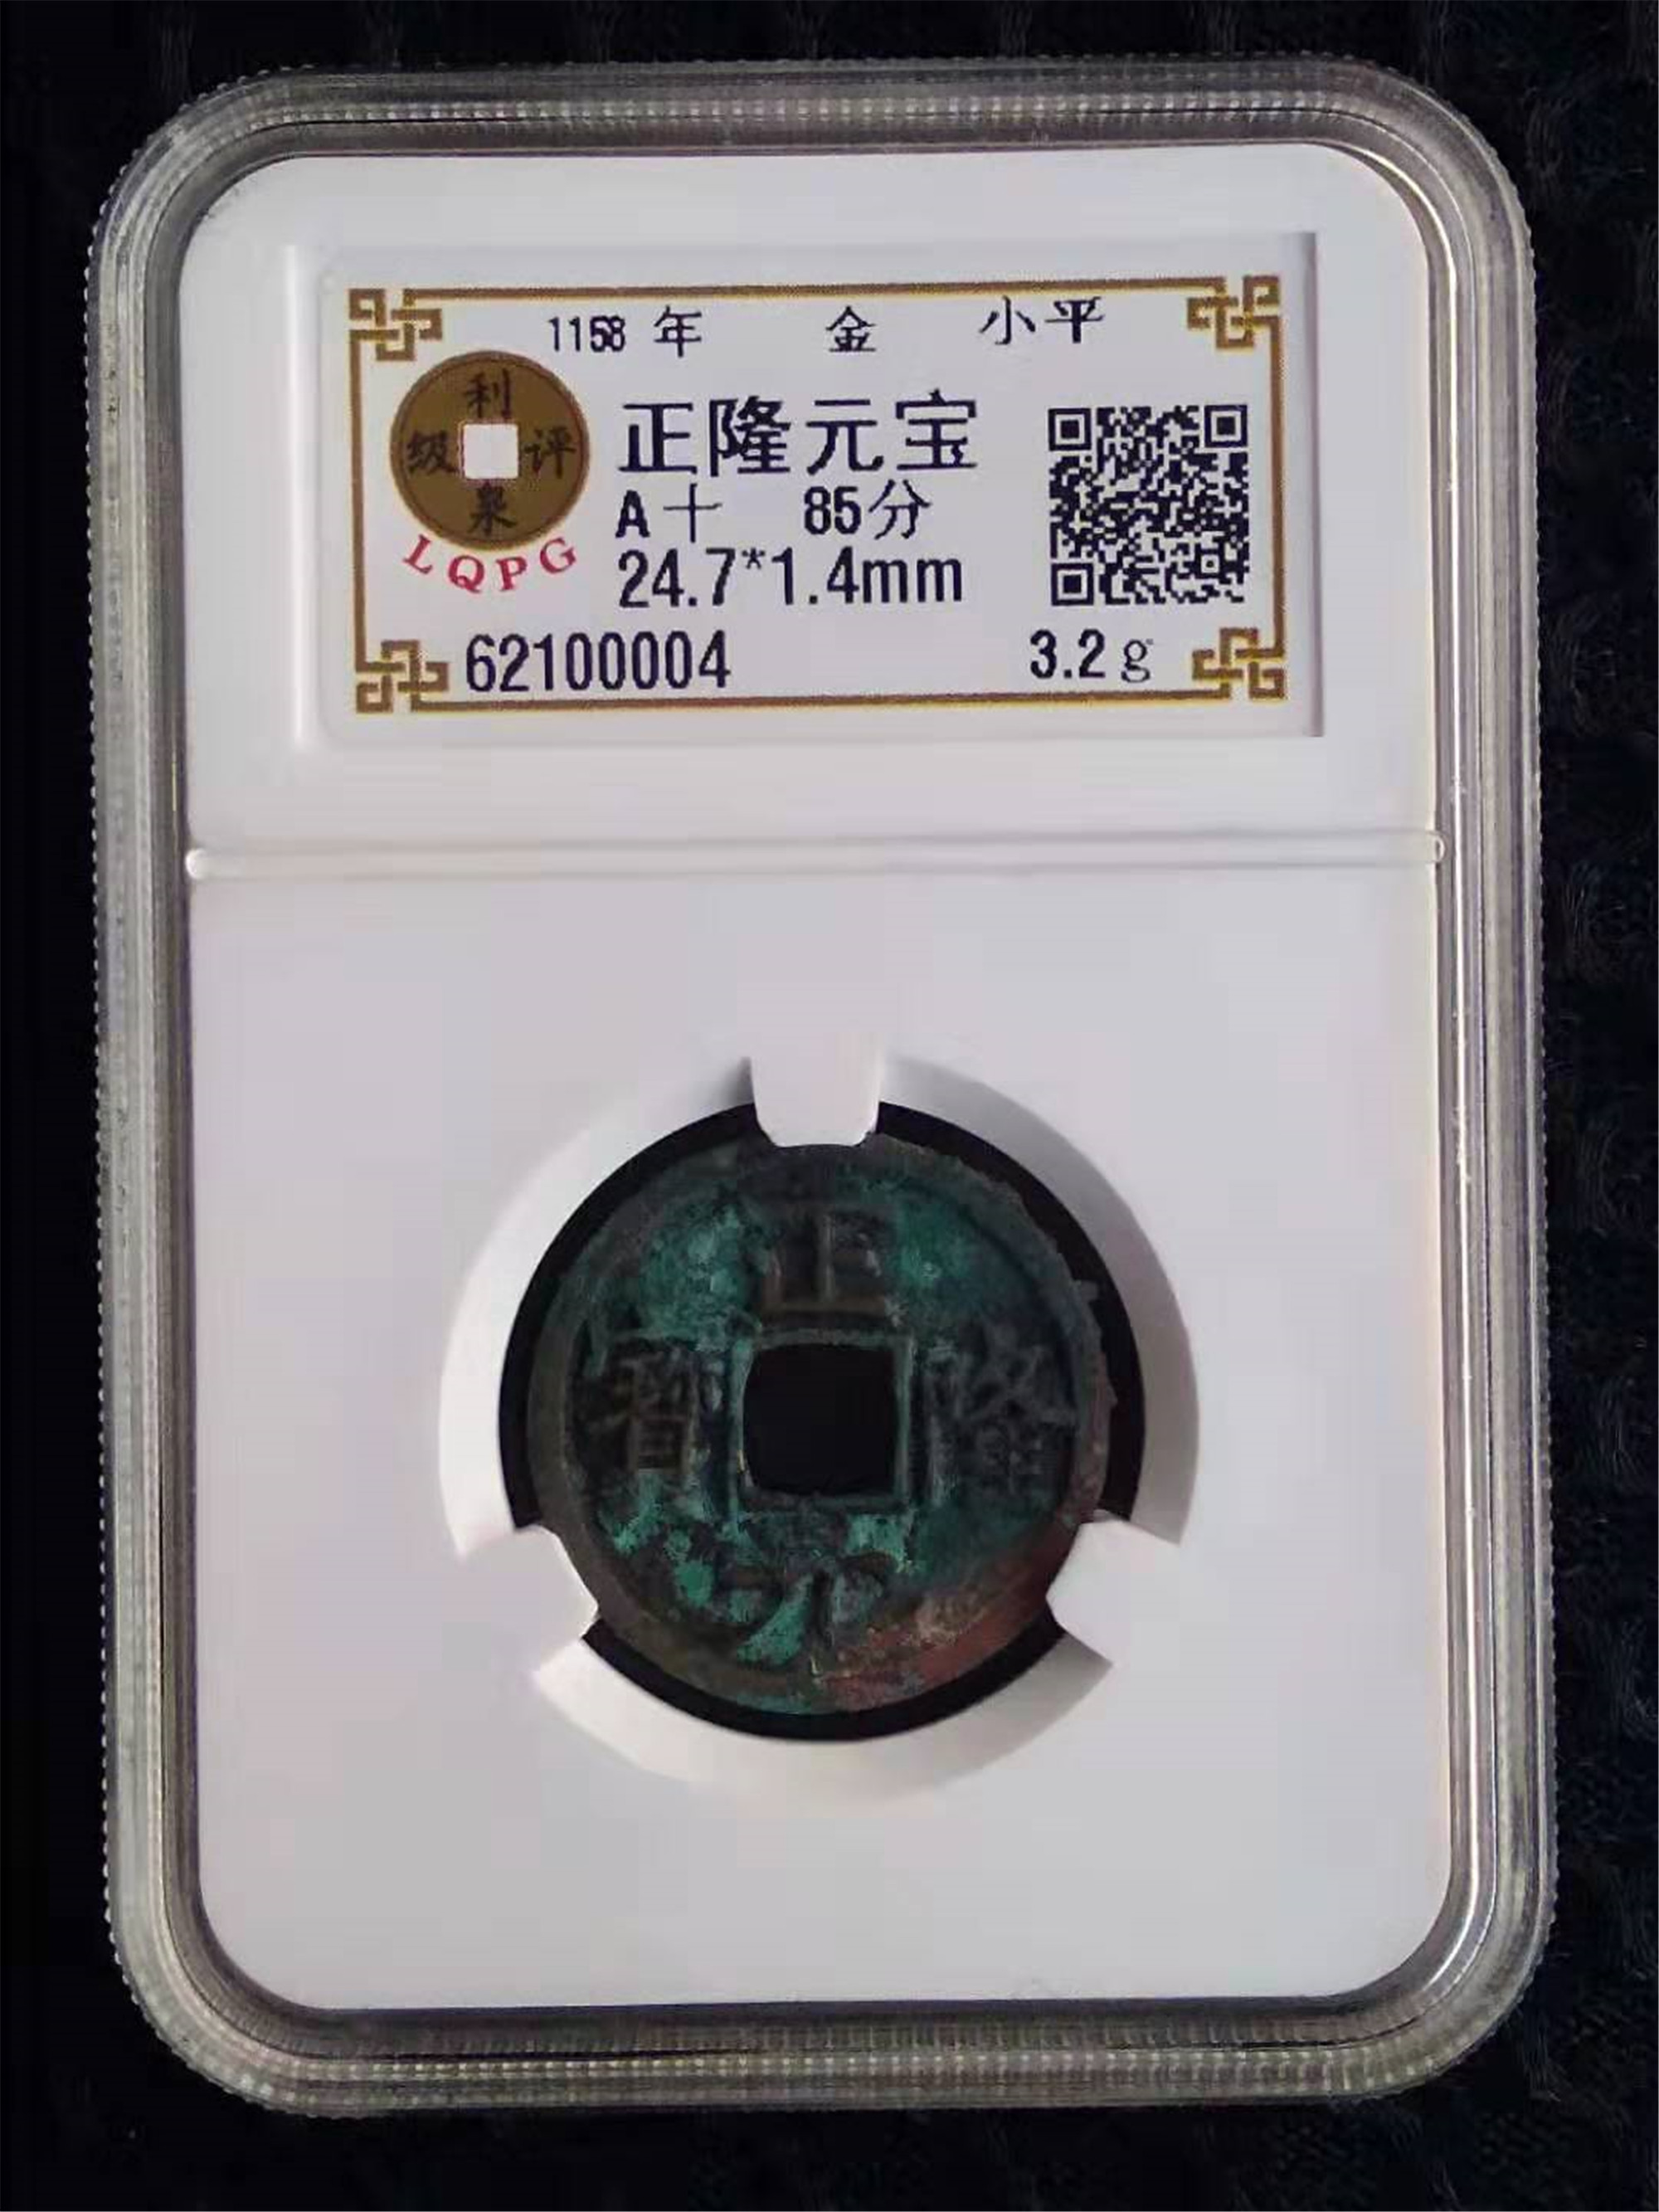 1158 年 金 小平
利
级 评
泉
LQPG
正隆元宝
A十 85分
24.7*1.4mm
62100004 3.2g
正
隆
元